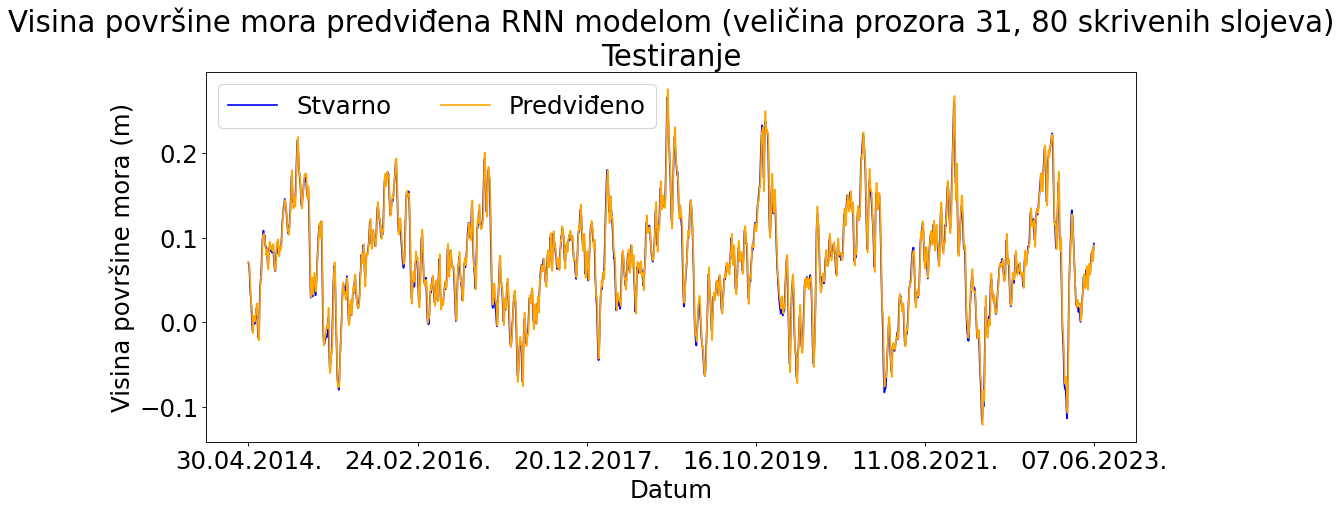 Visina površine mora predviđena RNN modelom (veličina prozora 31, 80 skrivenih slojeva)
Testiranje
Stvarno
Predviđeno
Visina površine mora (m)
0.2
0.1
0.0
−0.1
30.04.2014.
24.02.2016.
20.12.2017.
16.10.2019.
11.08.2021.
07.06.2023.
Datum